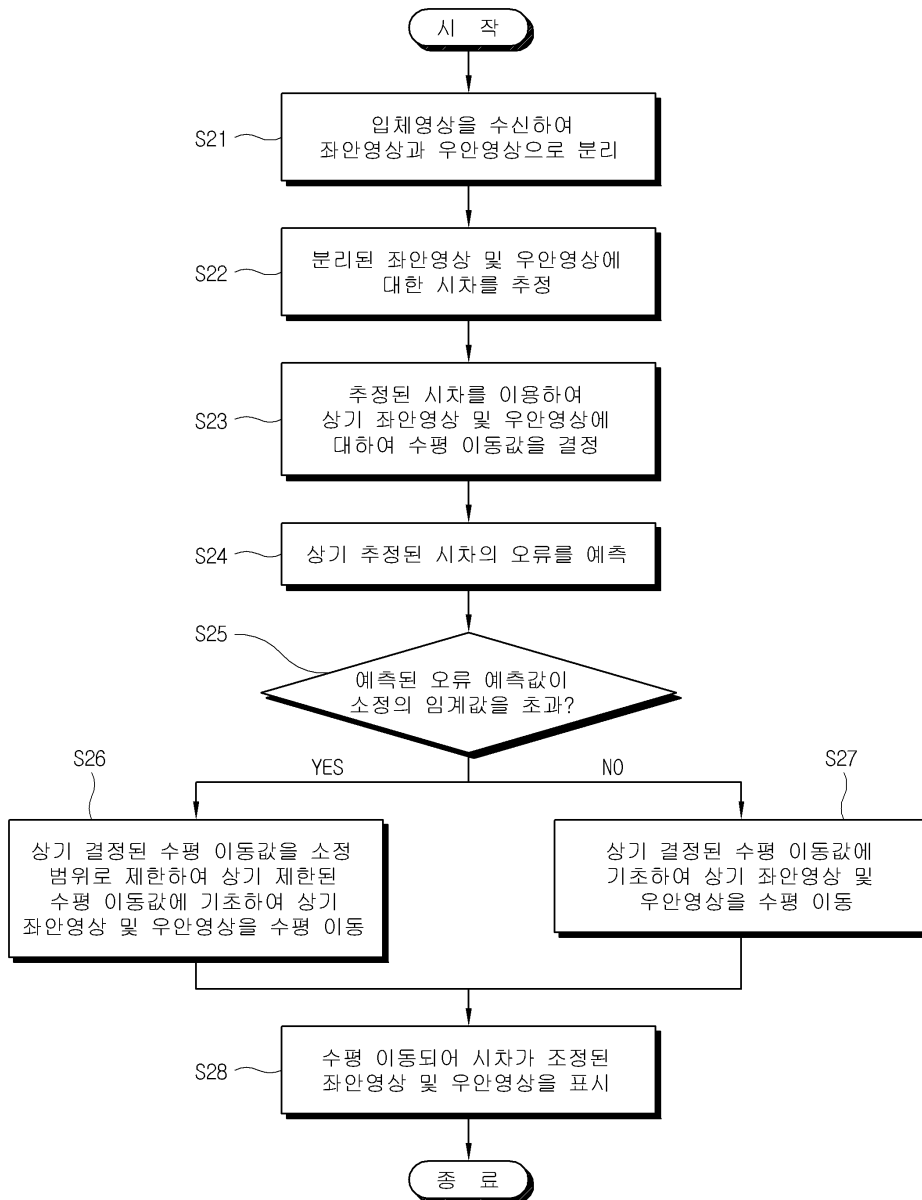 시 작
S21
입체영상을 수신하여
좌안영상과 우안영상으로 분리
S22
분리된 좌안영상 및 우안영상에
대한 시차를 추정
S23
추정된 시차를 이용하여
상기 좌안영상 및 우안영상에
대하여 수평 이동값을 결정
S24
상기 추정된 시차의 오류를 예측
S25
예측된 오류 예측값이
소정의 임계값을 초과?
YES
NO
S26
상기 결정된 수평 이동값을 소정
범위로 제한하여 상기 제한된
수평 이동값에 기초하여 상기
좌안영상 및 우안영상을 수평 이동
S27
상기 결정된 수평 이동값에
기초하여 상기 좌안영상 및
우안영상을 수평 이동
S28
수평 이동되어 시차가 조정된
좌안영상 및 우안영상을 표시
종 료